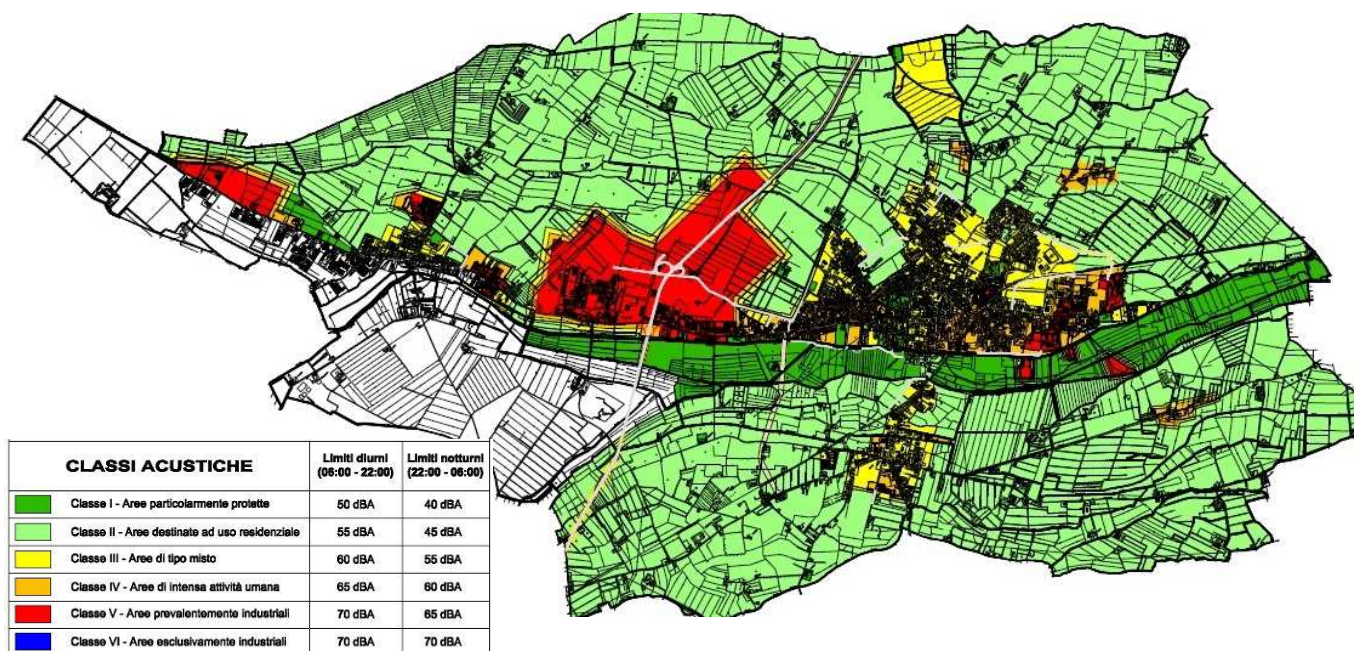 CLASSI ACUSTICHE
Limiti diurni
(06:00 - 22:00)
Limiti notturni
(22:00 - 06:00)
Classe I - Aree particolarmente protette 50 dBA 40 dBA
Classe II - Aree destinate ad uso residenziale 55 dBA 45 dBA
Classe III - Aree di tipo misto 60 dBA 55 dBA
Classe IV - Aree di intensa attività umana 65 dBA 60 dBA
Classe V - Aree prevalentemente industriali 70 dBA 65 dBA
Classe VI - Aree esclusivamente industriali 70 dBA 70 dBA